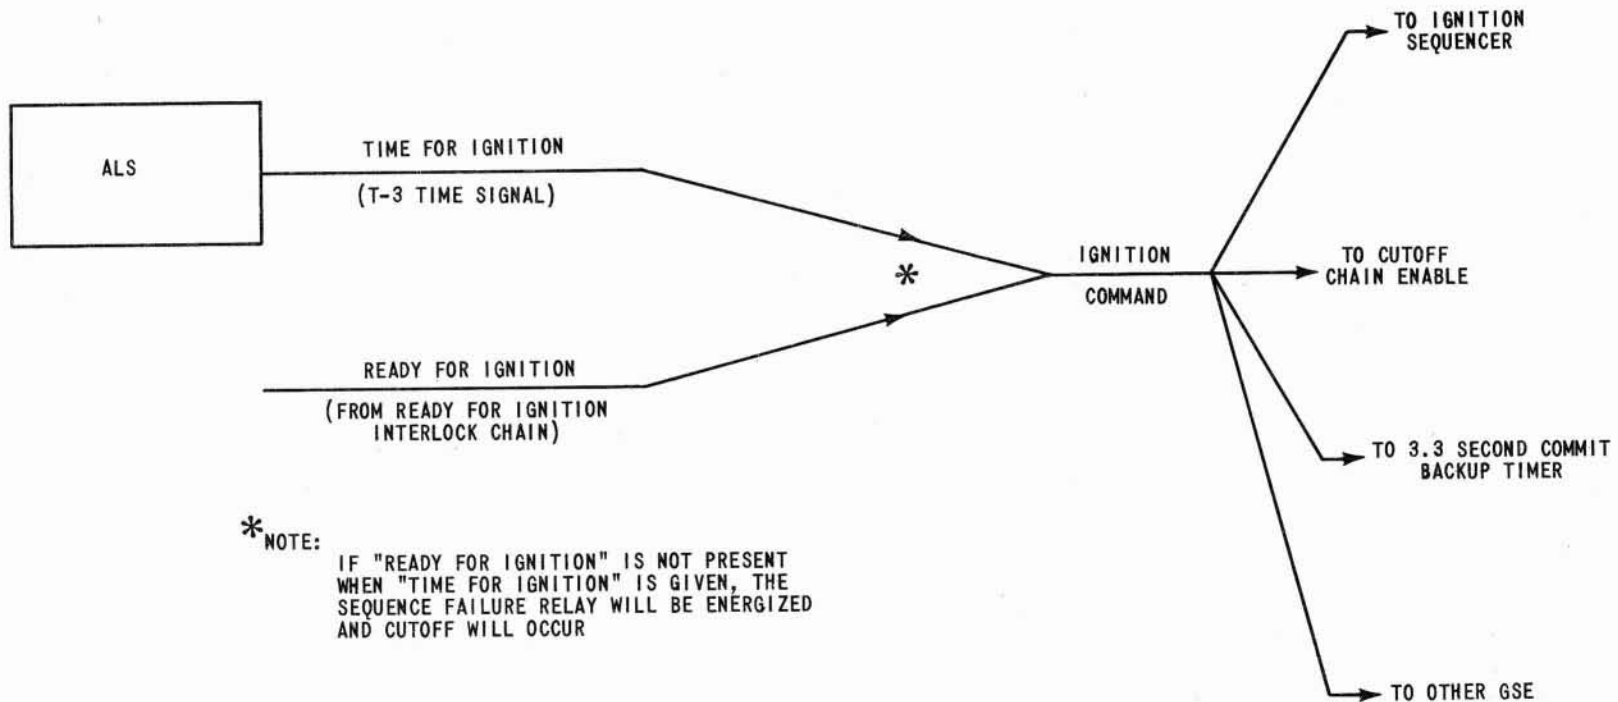 TO IGNITION
SEQUENCER
ALS
TIME FOR IGNITION
(T-3 TIME SIGNAL)
*
IGNITION
COMMAND
TO CUTOFF
CHAIN ENABLE
READY FOR IGNITION
(FROM READY FOR IGNITION
INTERLOCK CHAIN)
TO 3.3 SECOND COMMIT
BACKUP TIMER
*NOTE:
IF "READY FOR IGNITION" IS NOT PRESENT
WHEN "TIME FOR IGNITION" IS GIVEN, THE
SEQUENCE FAILURE RELAY WILL BE ENERGIZED
AND CUTOFF WILL OCCUR
TO OTHER GSE